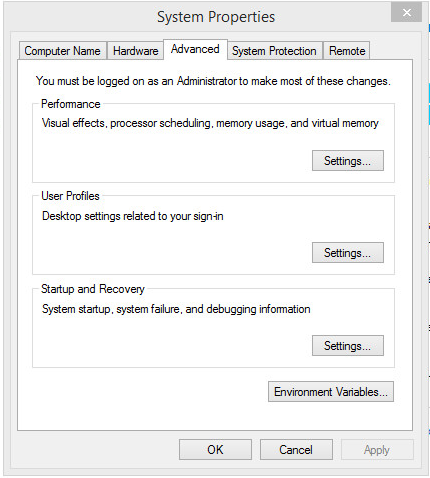 System Properties
Computer Name Hardware Advanced System Protection Remote
You must be logged on as an Administrator to make most of these changes.
Performance
Visual effects, processor scheduling, memory usage, and virtual memory
Settings...
User Profiles
Desktop settings related to your sign-in
Settings...
Startup and Recovery
System startup, system failure, and debugging information
Settings...
Environment Variables...
OK Cancel Apply